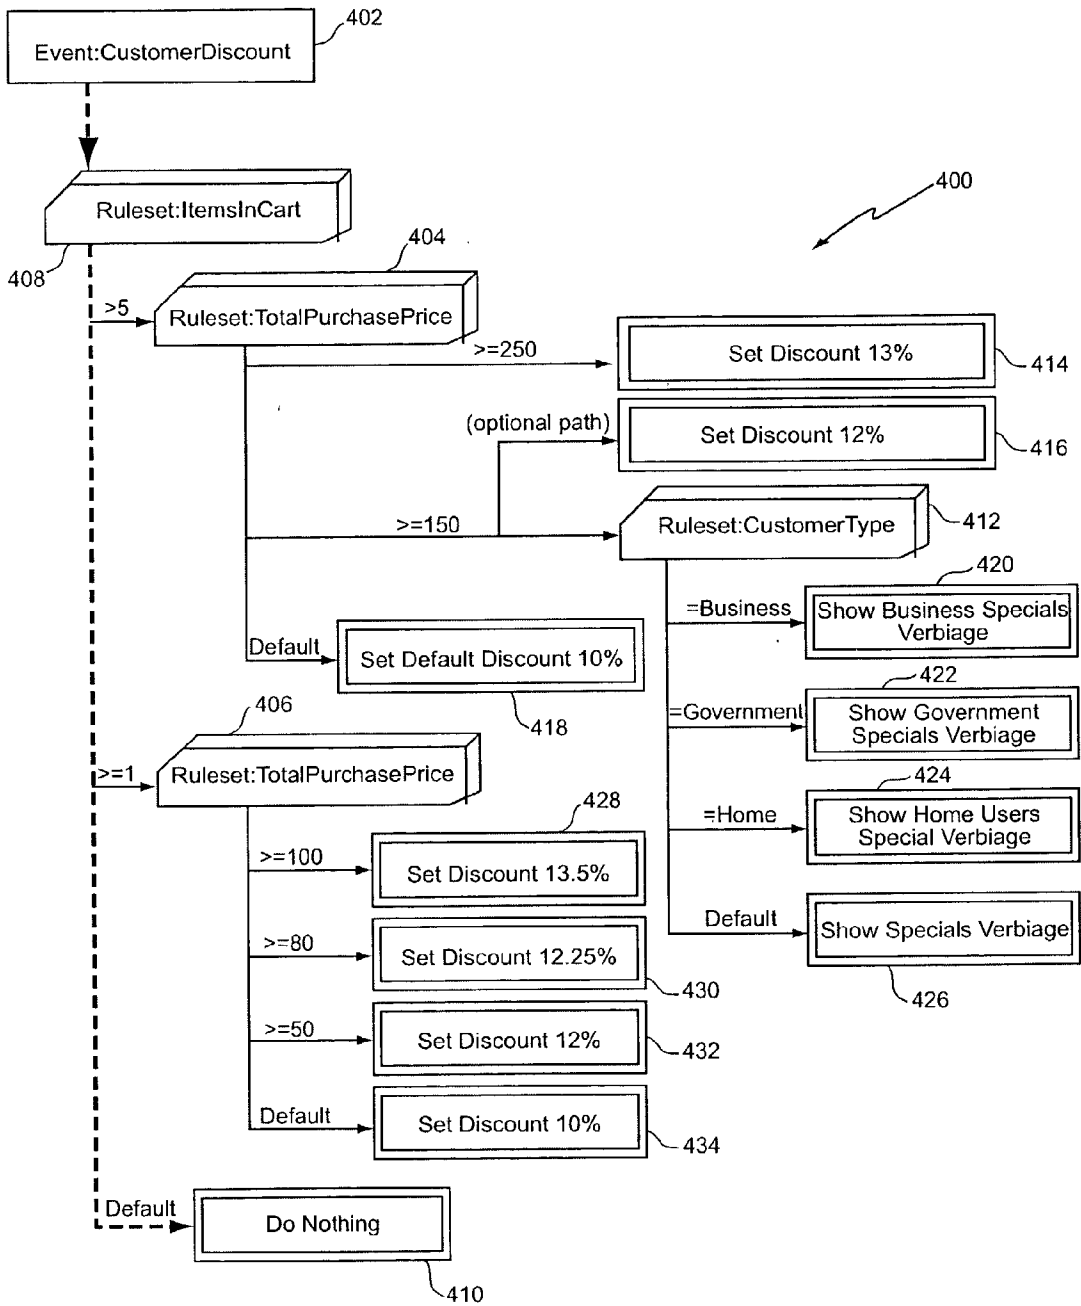 402
Event:CustomerDiscount
400
Ruleset:ItemsInCart
408
404
>5
Ruleset:TotalPurchasePrice
>=250
Set Discount 13%
414
(optional path)
Set Discount 12%
416
>=150
Ruleset:CustomerType
412
420
=Business
Show Business Specials
Verbiage
Default
Set Default Discount 10%
418
422
=Government
Show Government
Specials Verbiage
406
>=1
Ruleset:TotalPurchasePrice
424
=Home
Show Home Users
Special Verbiage
428
>=100
Set Discount 13.5%
Default
Show Specials Verbiage
426
>=80
Set Discount 12.25%
430
>=50
Set Discount 12%
432
Default
Set Discount 10%
434
Default
Do Nothing
410